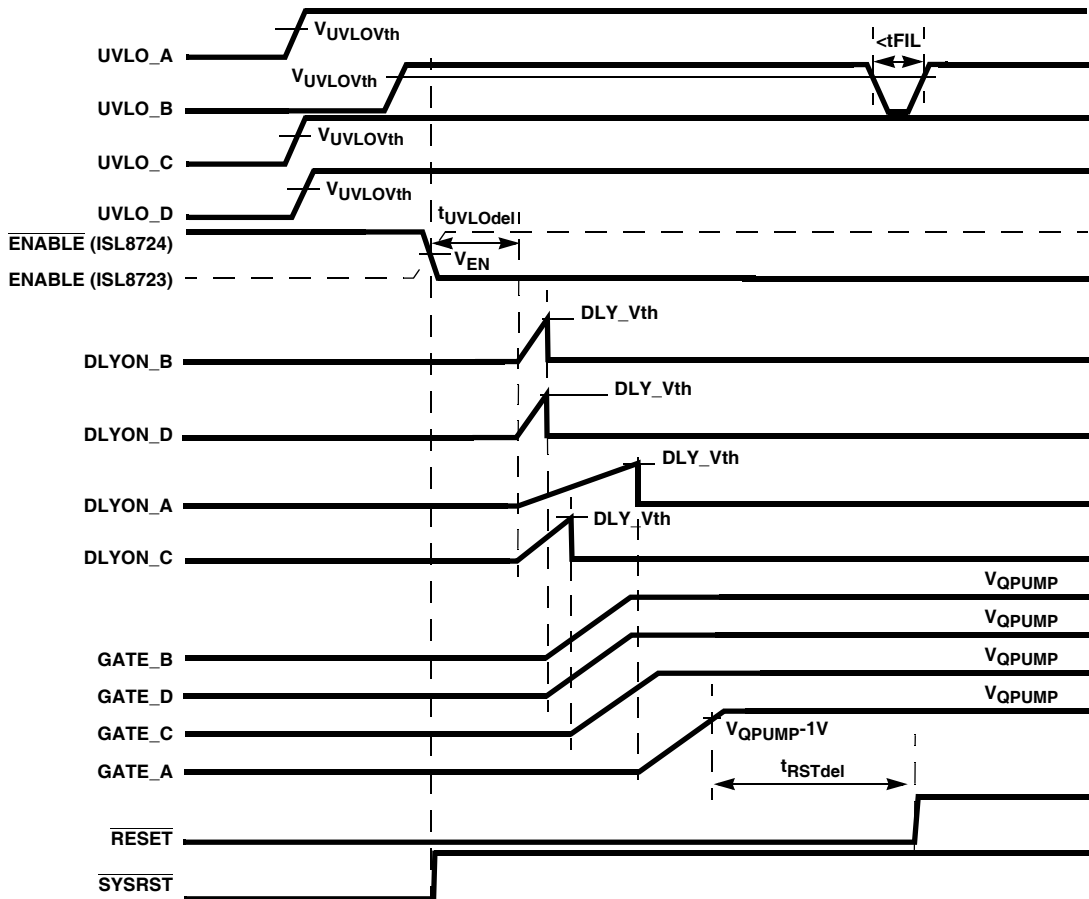 UVLO_A
VUVLOVth
<tFIL
VUVLOVth
UVLO_B
VUVLOVth
UVLO_C
VUVLOVth
UVLO_D
tUVLOdel
ENABLE (ISL8724)
VEN
ENABLE (ISL8723)
DLY_Vth
DLYON_B
DLY_Vth
DLYON_D
DLY_Vth
DLYON_A
DLY_Vth
DLYON_C
VQPUMP
VQPUMP
GATE_B
VQPUMP
GATE_D
VQPUMP
GATE_C
VQPUMP-1V
GATE_A
tRSTdel
RESET
SYSRST